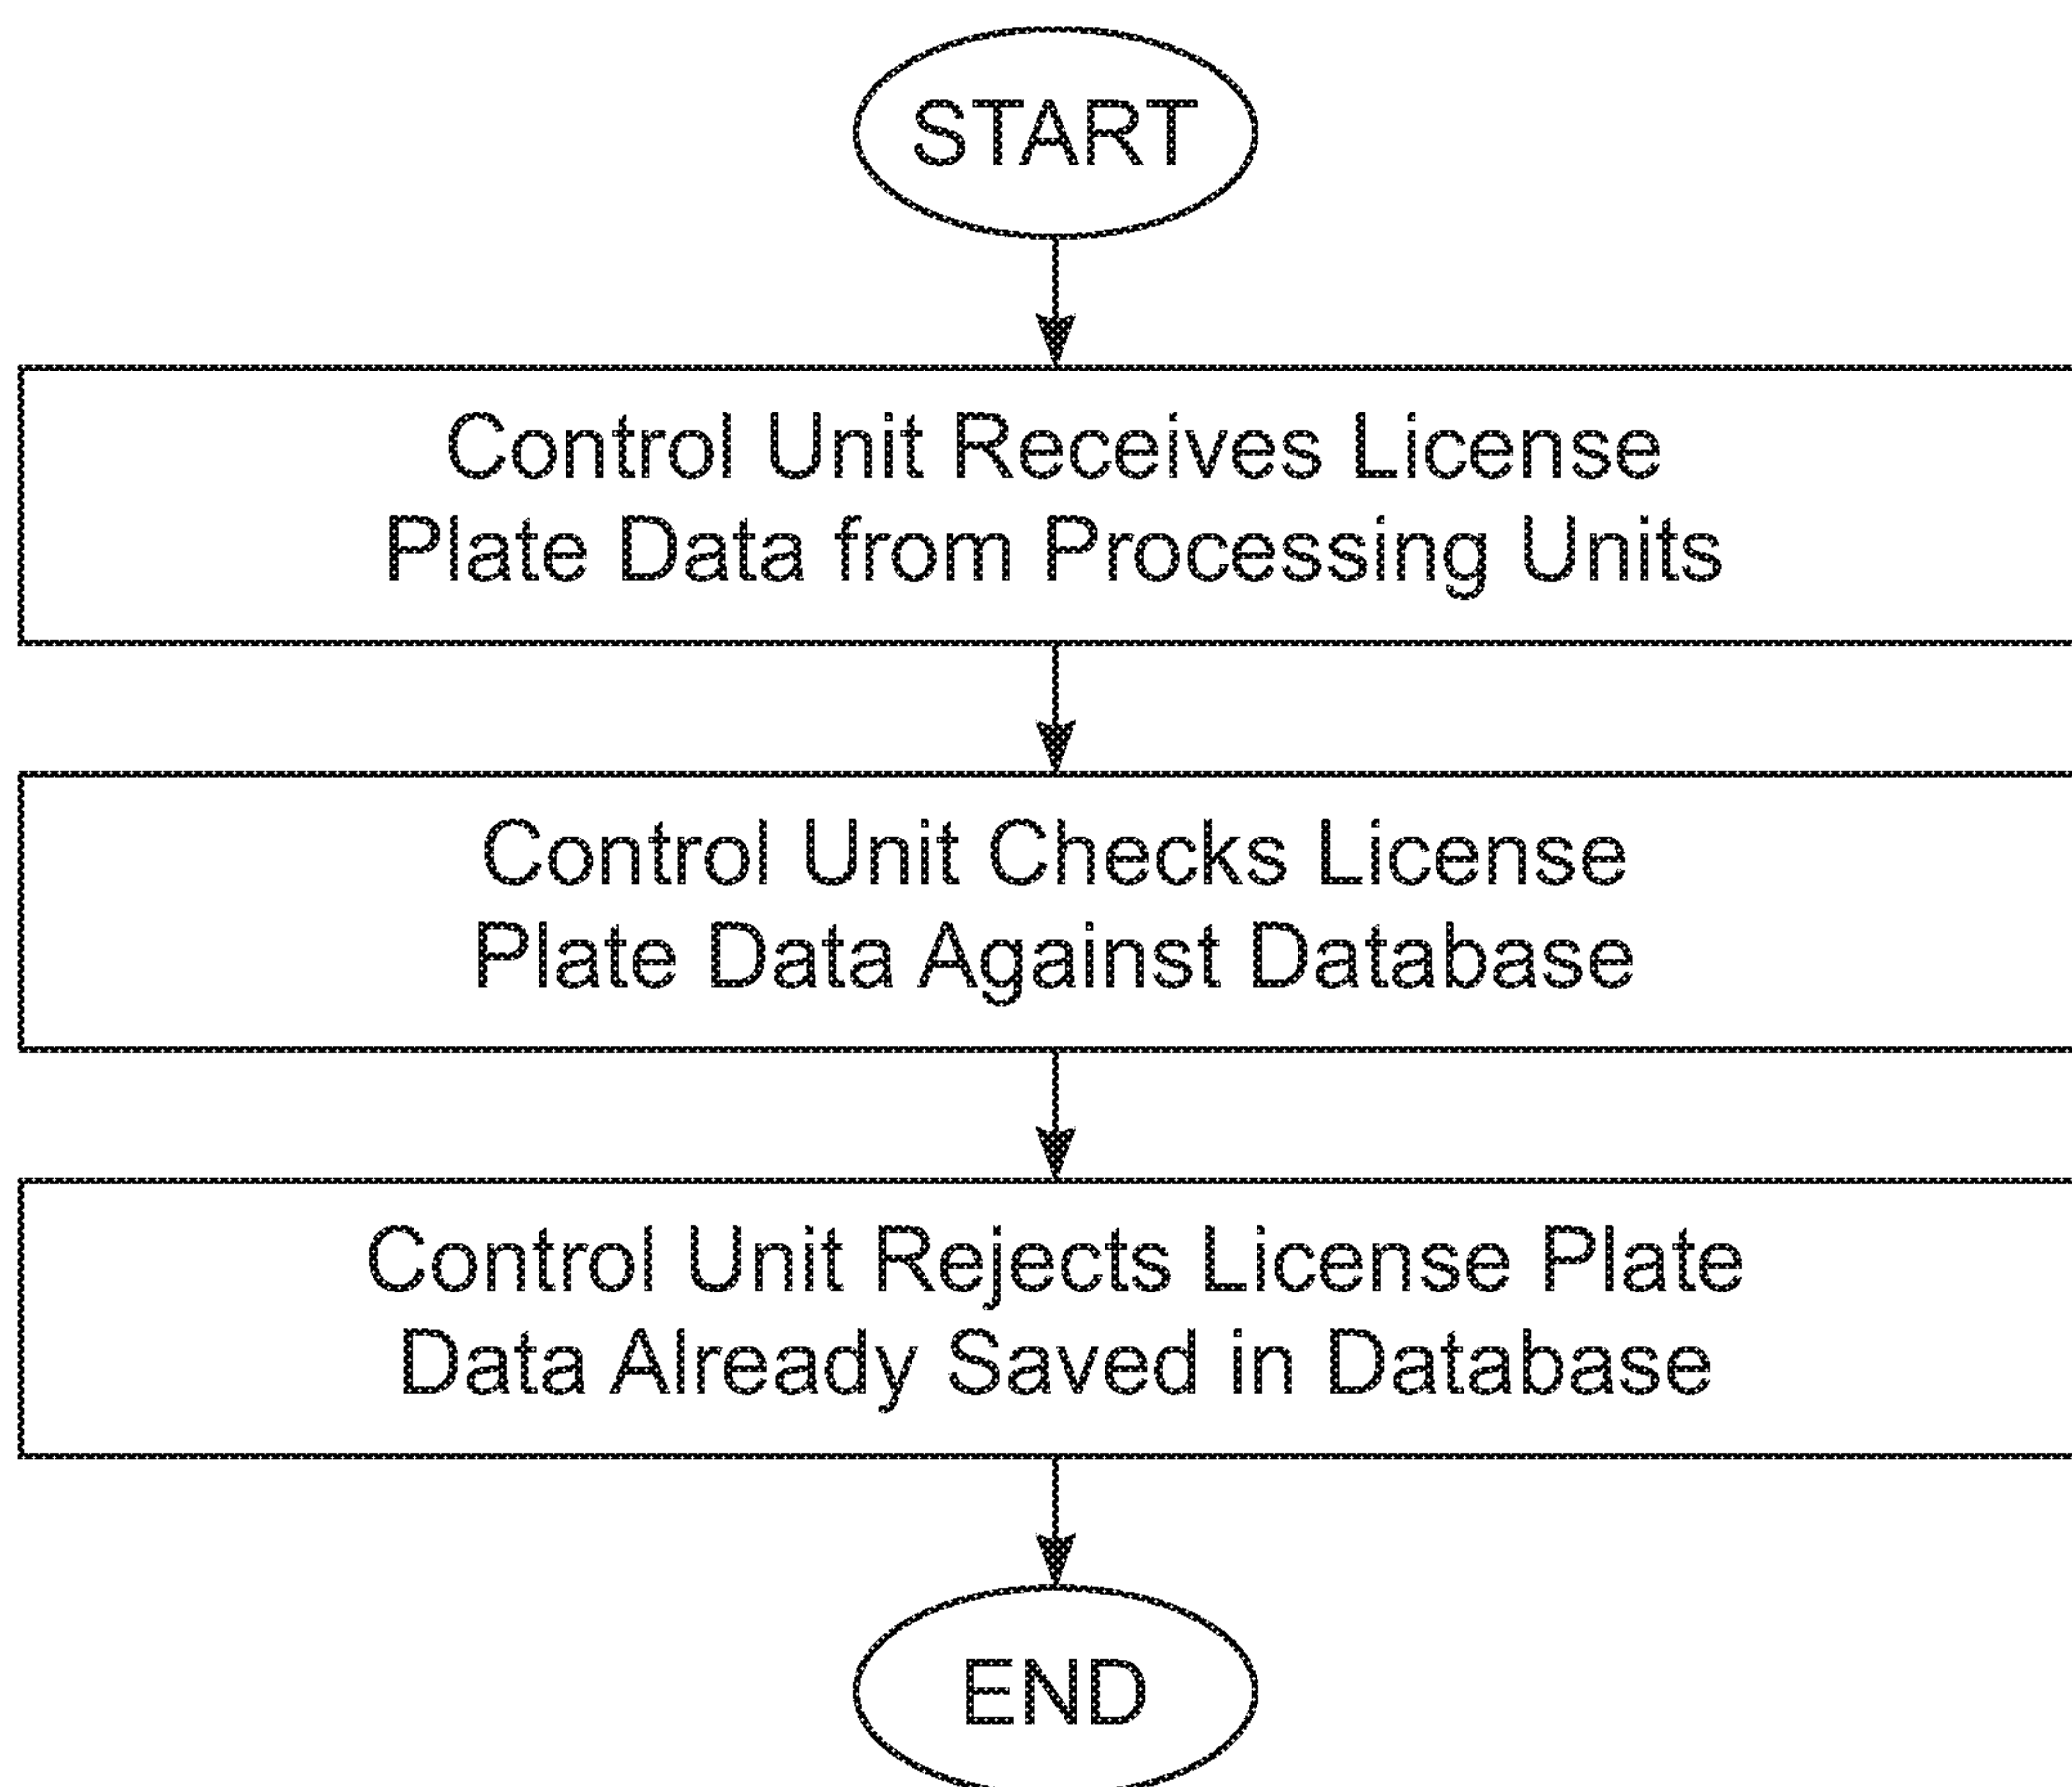 START
Control Unit Receives License
Plate Data from Processing Units
Control Unit Checks License
Plate Data Against Database
Control Unit Rejects License Plate
Data Already Saved in Database
END